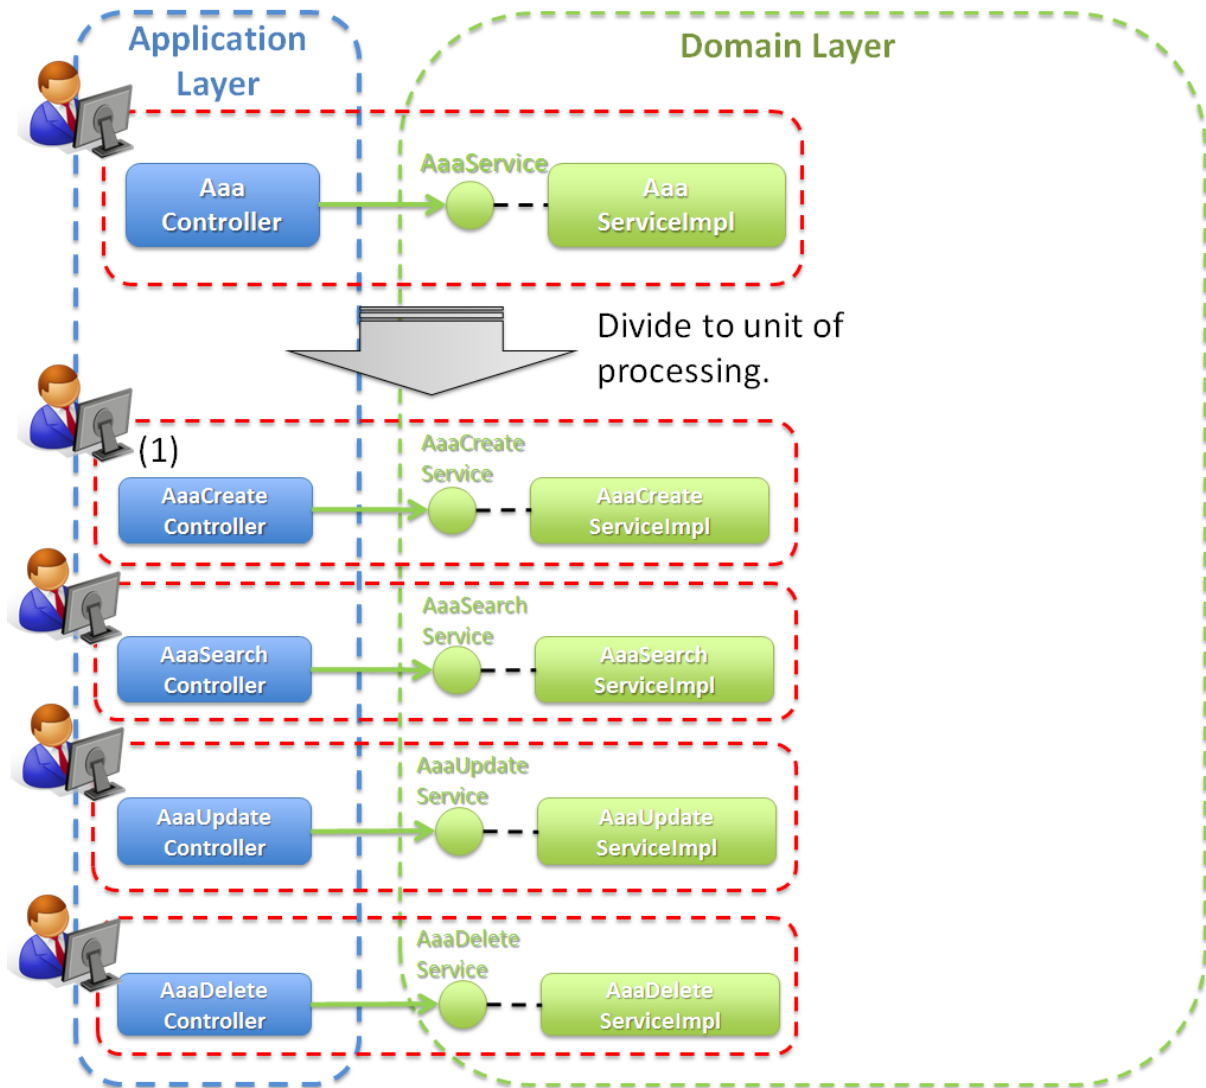 Application
Layer
Domain Layer
AaaService
Aaa
Controller
Aaa
ServiceImpl
Divide to unit of
processing.
(1)
AaaCreate
Service
AaaCreate
Controller
AaaCreate
ServiceImpl
AaaSearch
Service
AaaSearch
Controller
AaaSearch
ServiceImpl
AaaUpdate
Service
AaaUpdate
Controller
AaaUpdate
ServiceImpl
AaaDelete
Service
AaaDelete
Controller
AaaDelete
ServiceImpl